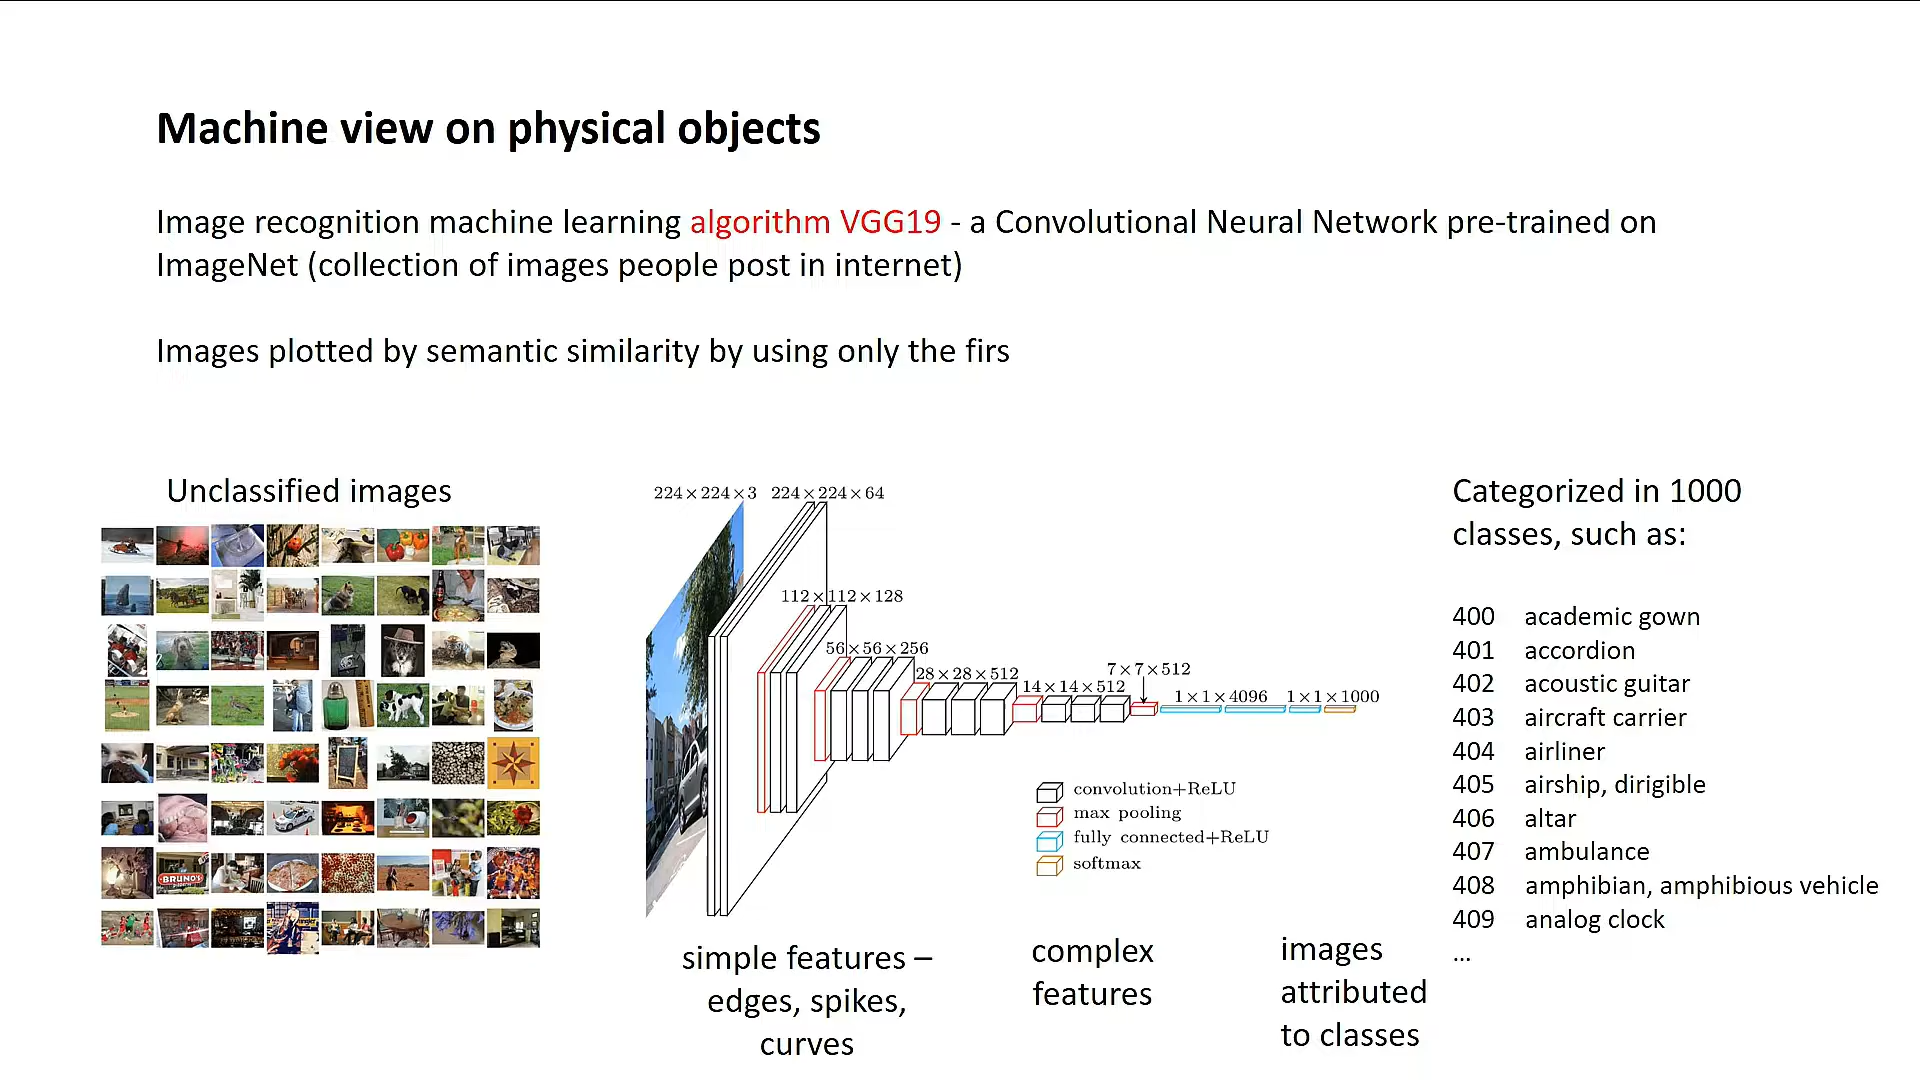 Machine view on physical objects
Image recognition machine learning algorithm VGG19 - a Convolutional Neural Network pre-trained on
ImageNet (collection of images people post in internet)
Images plotted by semantic similarity by using only the firs
Unclassified images
BRUNO'S
224×224×3 224×224×64
112×112×128
56×56×256
28×28×512
14×14×512
7×7×512
1×1×4096 1×1×1000
convolution+ReLU
max pooling
fully connected+ReLU
softmax
simple features –
edges, spikes,
curves
complex
features
images
attributed
to classes
Categorized in 1000
classes, such as:
400 academic gown
401 accordion
402 acoustic guitar
403 aircraft carrier
404 airliner
405 airship, dirigible
406 altar
407 ambulance
408 amphibian, amphibious vehicle
409 analog clock
...